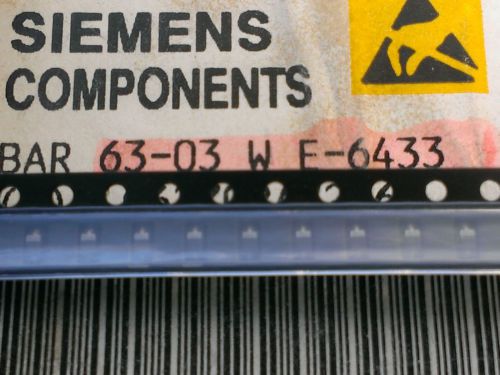 SIEMENS
COMPONENTS
BAR 63-03 W E-6433